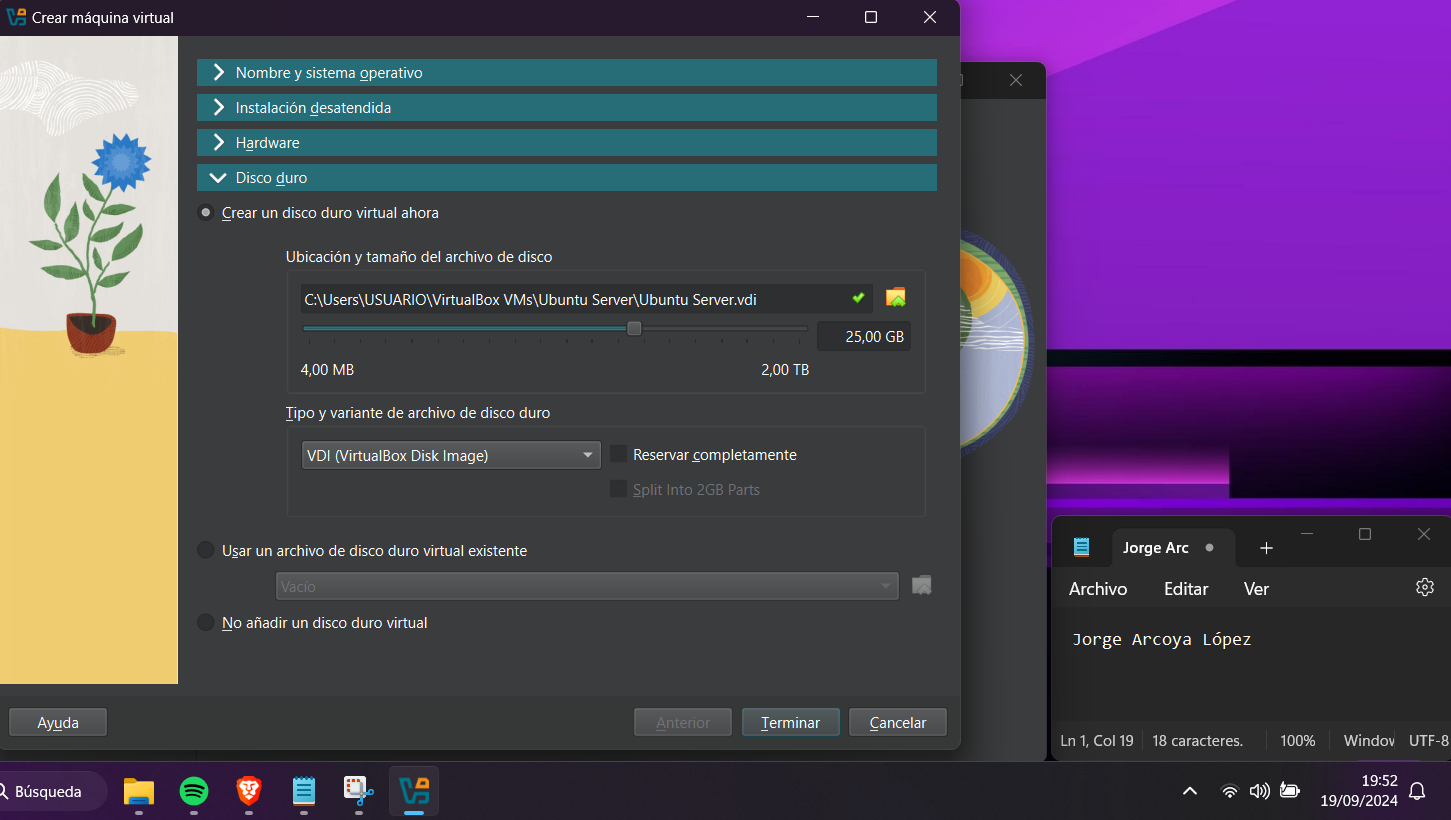 Crear máquina virtual
Nombre y sistema operativo
Instalación desatendida
Hardware
Disco duro
Crear un disco duro virtual ahora
Ubicación y tamaño del archivo de disco
C:\Users\USUARIO\VirtualBox VMs\Ubuntu Server\Ubuntu Server.vdi
25,00 GB
4,00 MB 2,00 TB
Tipo y variante de archivo de disco duro
VDI (VirtualBox Disk Image) Reservar completamente
Split Into 2GB Parts
Usar un archivo de disco duro virtual existente
Vacío
No añadir un disco duro virtual
Ayuda Anterior Terminar Cancelar
Jorge Arc
Archivo Editar Ver
Jorge Arcoya López
Ln 1, Col 19 18 caracteres. 100% Window UTF-8
Búsqueda
19:52
19/09/2024